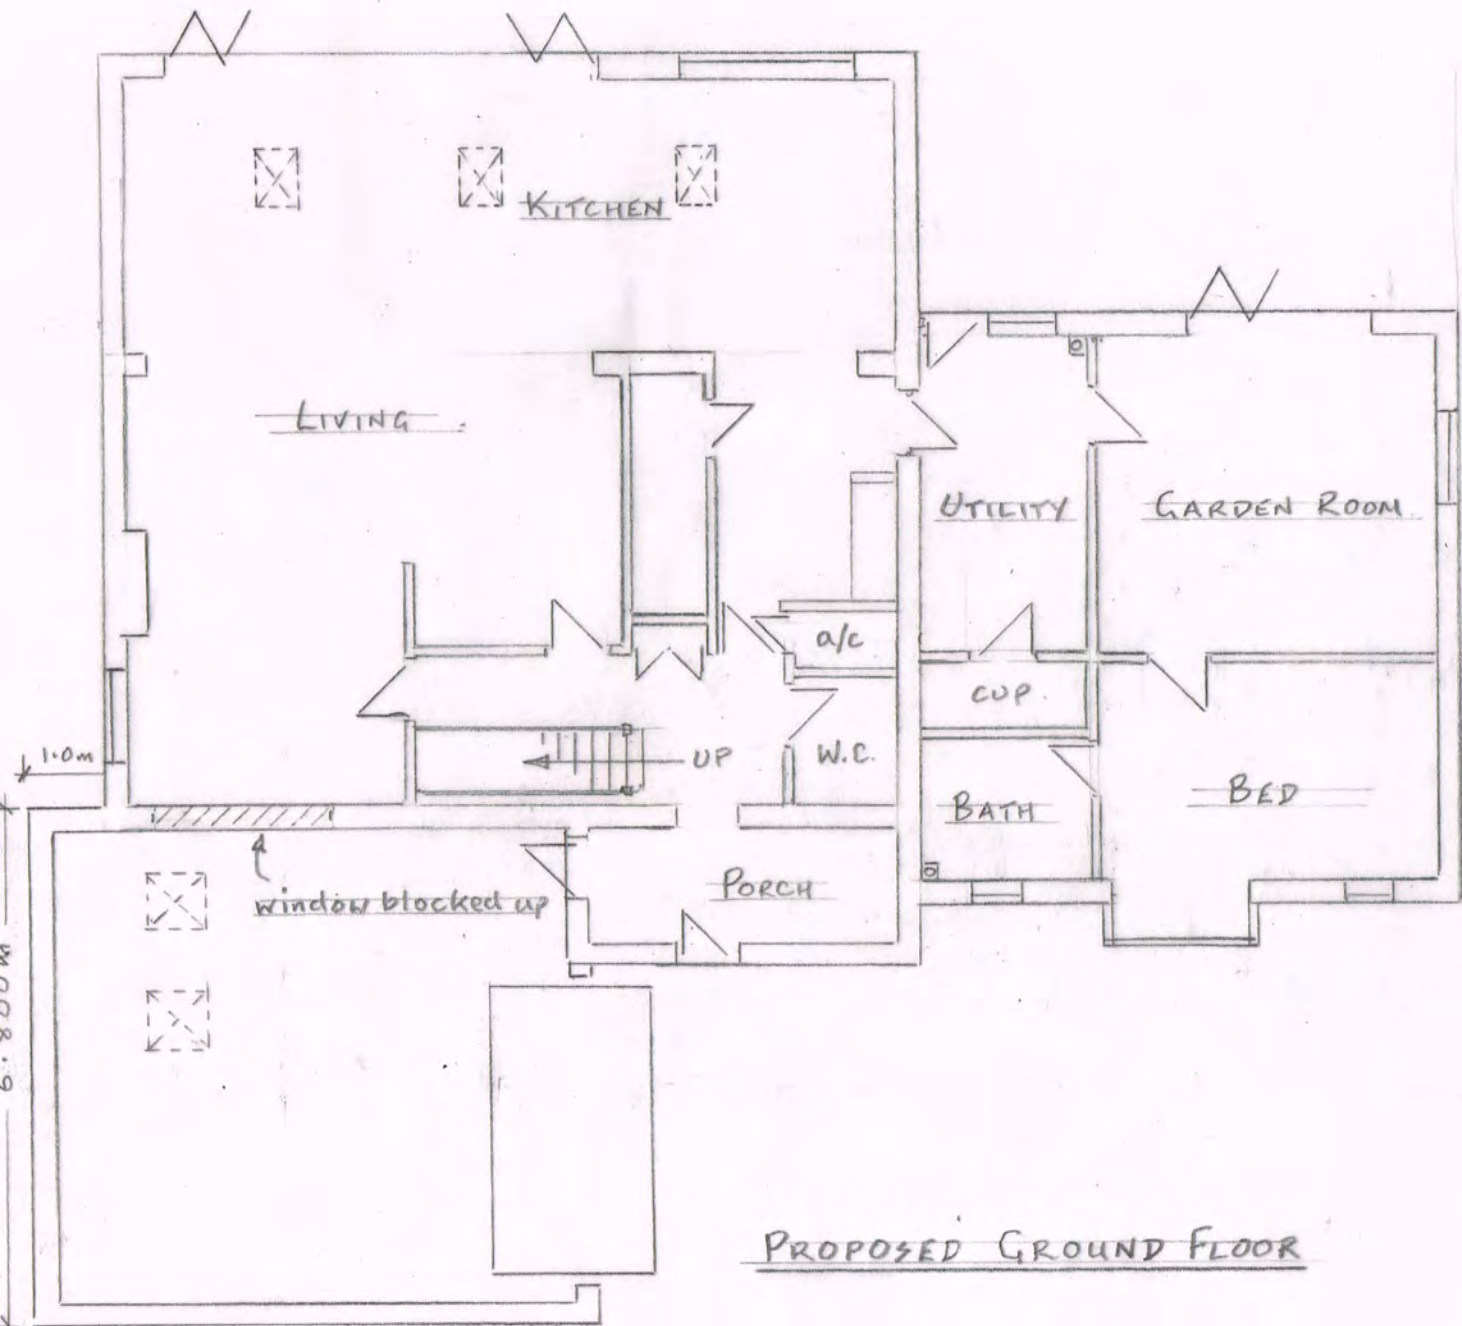 KITCHEN
LIVING
UTILITY
GARDEN ROOM
a/c
CUP.
1.0m
UP
W.C.
BATH
BED
PORCH
window blocked up
6.800m
PROPOSED GROUND FLOOR